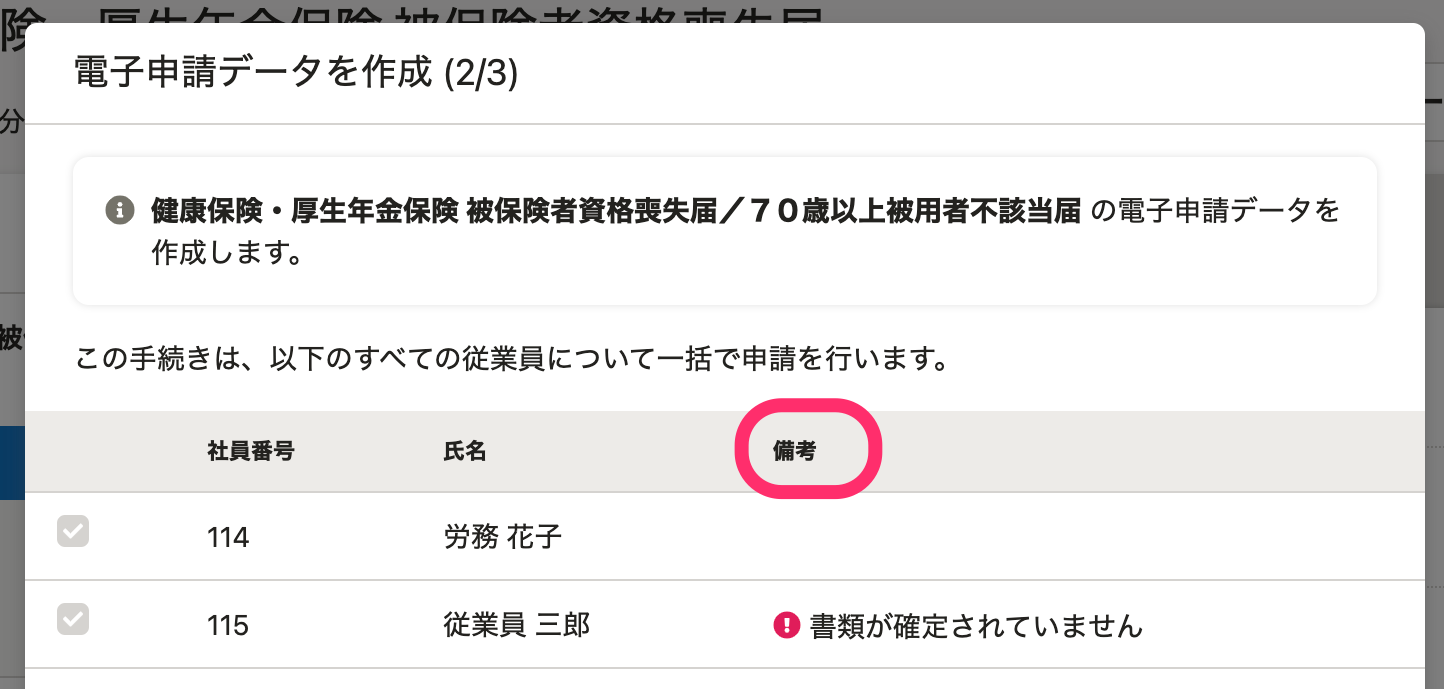 険・厚生年金保険 被保険者資格喪失届
分
電子申請データを作成 (2/3)
健康保険・厚生年金保険 被保険者資格喪失届／７０歳以上被用者不該当届 の電子申請データを
作成します。
被
この手続きは、以下のすべての従業員について一括で申請を行います。
社員番号 氏名 備考
114 労務 花子
115 従業員 三郎 書類が確定されていません